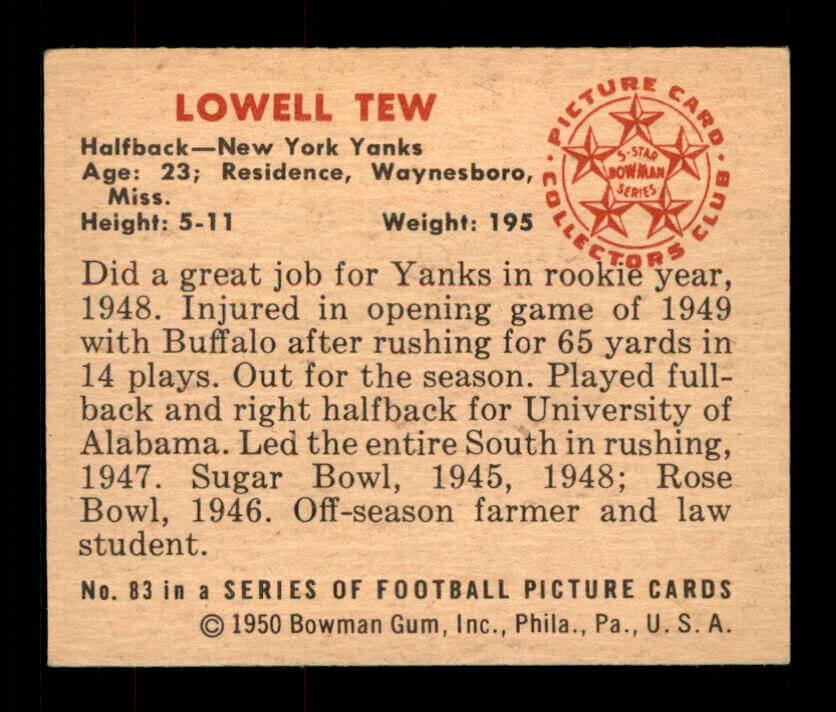 LOWELL TEW
Halfback—New York Yanks
Age: 23; Residence, Waynesboro,
Miss.
Height: 5-11 Weight: 195
PICTURE CARD
COLLECTORS CLUB
5-STAR
BOWMAN
SERIES
Did a great job for Yanks in rookie year,
1948. Injured in opening game of 1949
with Buffalo after rushing for 65 yards in
14 plays. Out for the season. Played full-
back and right halfback for University of
Alabama. Led the entire South in rushing,
1947. Sugar Bowl, 1945, 1948; Rose
Bowl, 1946. Off-season farmer and law
student.
No. 83 in a SERIES OF FOOTBALL PICTURE CARDS
© 1950 Bowman Gum, Inc., Phila., Pa., U. S. A.